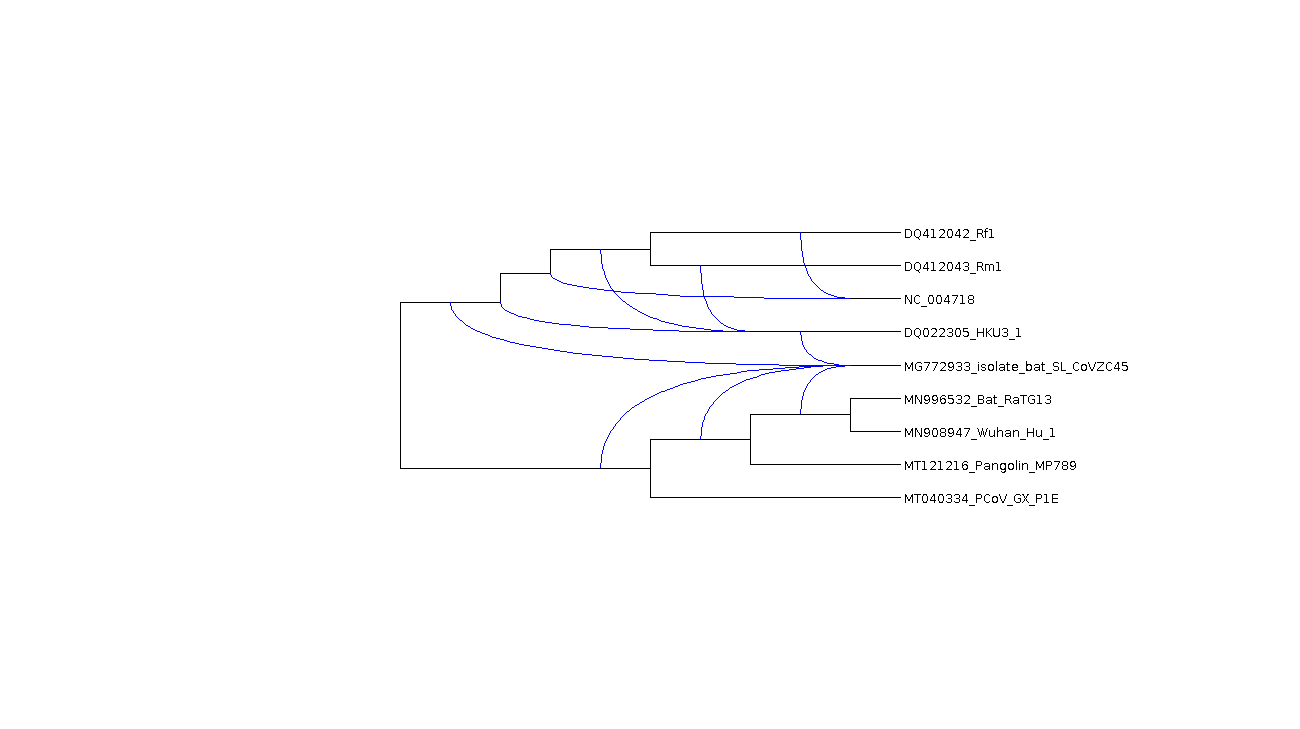 DQ412042_Rf1
DQ412043_Rm1
NC_004718
DQ022305_HKU3_1
MG772933_isolate_bat_SL_CoVZC45
MN996532_Bat_RaTG13
MN908947_Wuhan_Hu_1
MT121216_Pangolin_MP789
MT040334_PCoV_GX_P1E